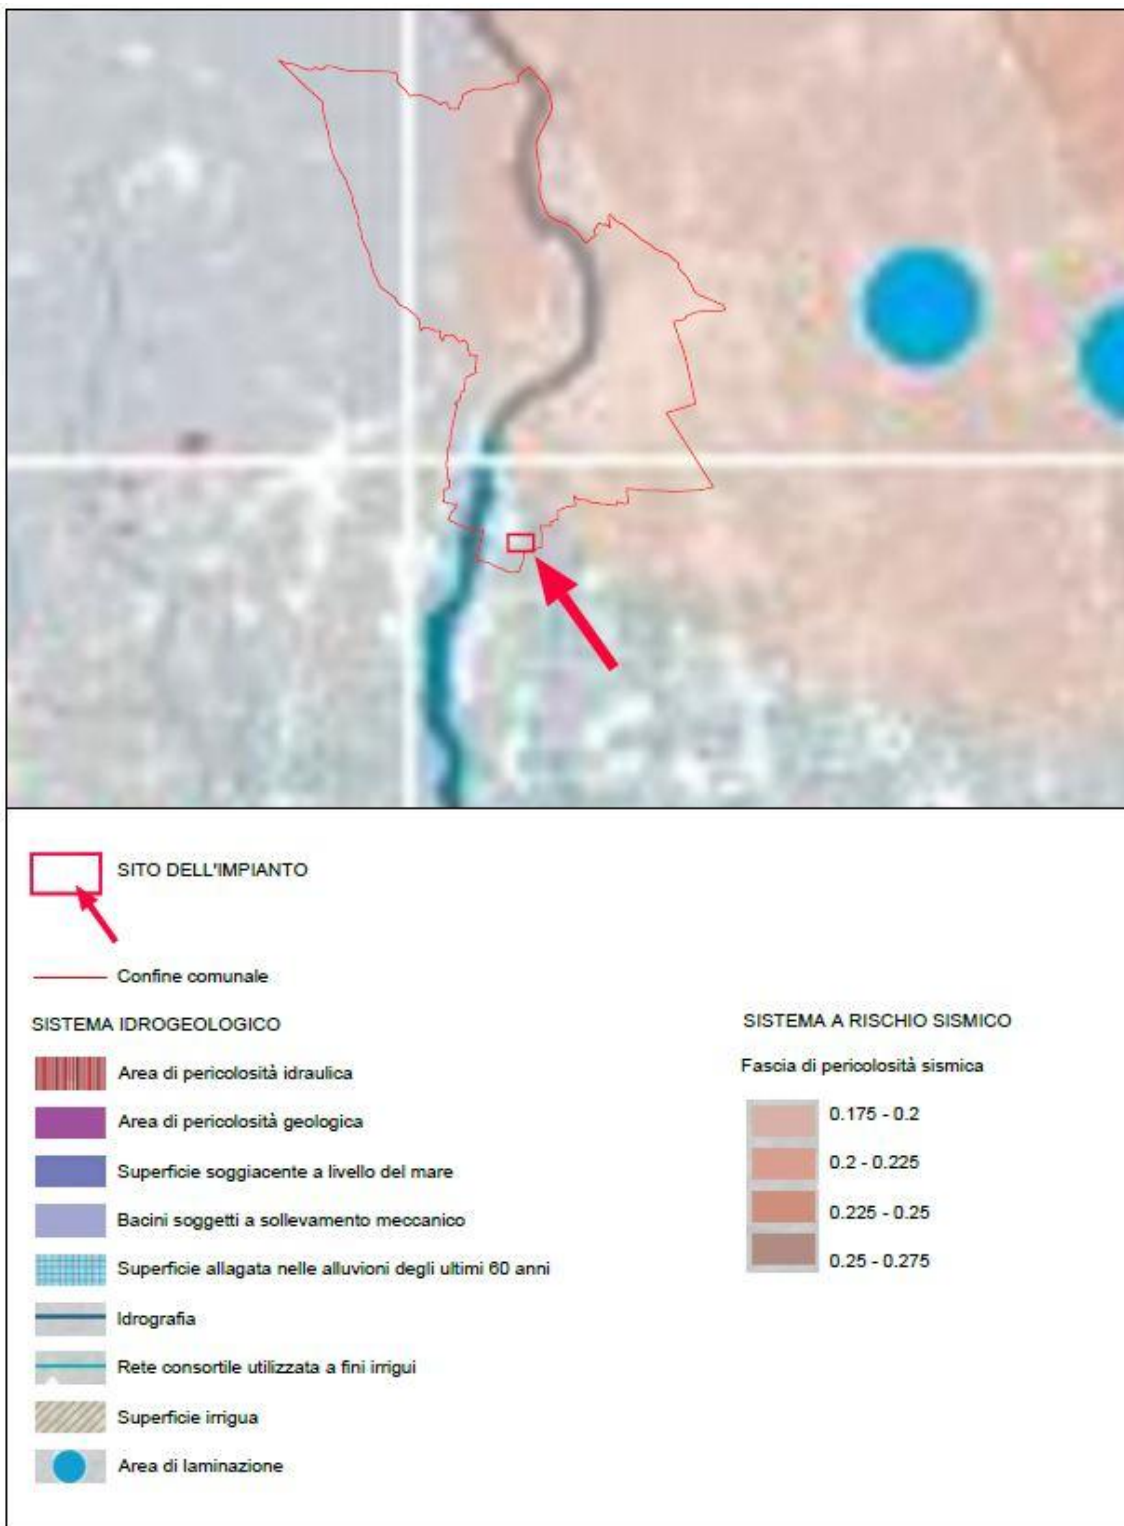 SITO DELL'IMPIANTO
Confine comunale
SISTEMA IDROGEOLOGICO
Area di pericolosità idraulica
Area di pericolosità geologica
Superficie soggiacente a livello del mare
Bacini soggetti a sollevamento meccanico
Superficie allagata nelle alluvioni degli ultimi 60 anni
Idrografia
Rete consortile utilizzata a fini irrigui
Superficie irrigua
Area di laminazione
SISTEMA A RISCHIO SISMICO
Fascia di pericolosità sismica
0.175 - 0.2
0.2 - 0.225
0.225 - 0.25
0.25 - 0.275